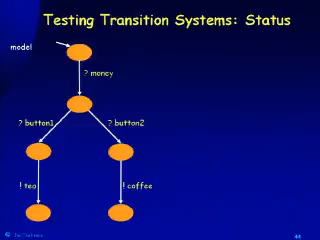 Testing Transition Systems: Status
model
? money
? button1
? button2
! tea
! coffee
©
44